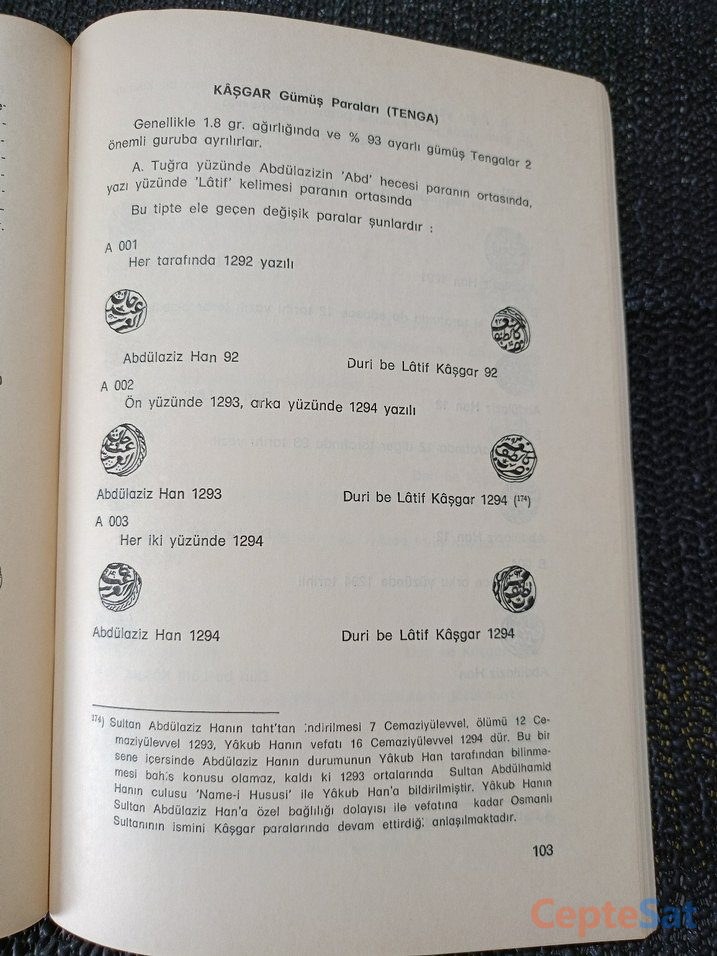 KÂŞGAR Gümüş Paraları (TENGA)
Genellikle 1.8 gr. ağırlığında ve % 93 ayarlı gümüş Tengalar 2
önemli guruba ayrılırlar.
A. Tuğra yüzünde Abdülazizin 'Abd' hecesi paranın ortasında,
yazı yüzünde 'Lâtif' kelimesi paranın ortasında
Bu tipte ele geçen değişik paralar şunlardır :
A 001
Her tarafında 1292 yazılı
Abdülaziz Han 92 Duri be Lâtif Kâşgar 92
A 002
Ön yüzünde 1293, arka yüzünde 1294 yazılı
Abdülaziz Han 1293 Duri be Lâtif Kâşgar 1294 (174)
A 003
Her iki yüzünde 1294
Abdülaziz Han 1294 Duri be Lâtif Kâşgar 1294
174) Sultan Abdülaziz Hanın taht'tan indirilmesi 7 Cemaziyülevvel, ölümü 12 Ce-
maziyülevvel 1293, Yâkub Hanın vefatı 16 Cemaziyülevvel 1294 dür. Bu bir
sene içersinde Abdülaziz Hanın durumunun Yâkub Han tarafından bilinme-
mesi bahis konusu olamaz, kaldı ki 1293 ortalarında Sultan Abdülhamid
Hanın culusu 'Name-i Hususi' ile Yâkub Han'a bildirilmiştir. Yâkub Hanın
Sultan Abdülaziz Han'a özel bağlılığı dolayısı ile vefatına kadar Osmanlı
Sultanının ismini Kâşgar paralarında devam ettirdiği anlaşılmaktadır.
103
CepteSat